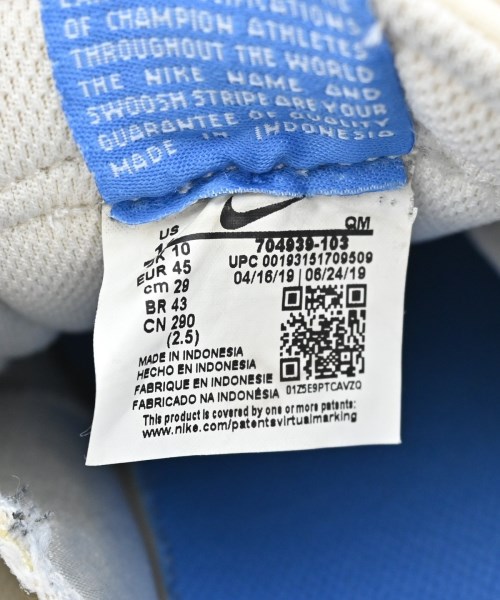 OF CHAMPION ATHLETES
THROUGHOUT THE WORLD
THE NIKE NAME AND
SWOOSH STRIPE ARE YOUR
GUARANTEE OF QUALITY
MADE IN INDONESIA
QM
US
10
704939-103
UPC 00193151709509
EUR 45
04/16/19 | 06/24/19
cm 29
BR 43
CN 290
(2.5)
MADE IN INDONESIA
HECHO EN INDONESIA
FABRIQUE EN INDONESIE
FABRICADO NA INDONÉSIA
01Z5E9PTCAVZQ
This product is covered by one or more patents:
www.nike.com/patentsvirtualmarking